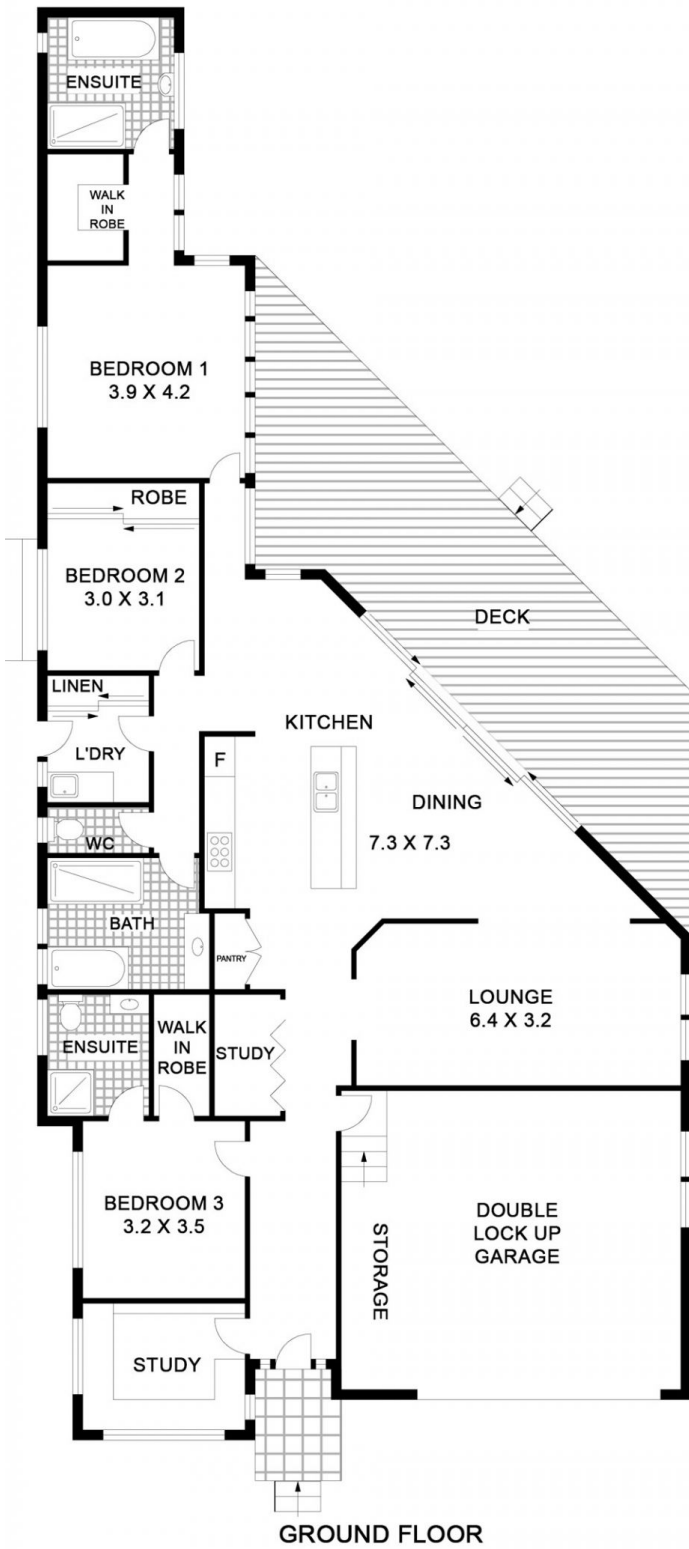 ENSUITE
WALK
IN
ROBE
BEDROOM 1
3.9 X 4.2
ROBE
BEDROOM 2
3.0 X 3.1
DECK
LINEN
L'DRY
KITCHEN
F
DINING
7.3 X 7.3
WC
BATH
PANTRY
LOUNGE
6.4 X 3.2
ENSUITE
WALK
IN
ROBE
STUDY
BEDROOM 3
3.2 X 3.5
STORAGE
DOUBLE
LOCK UP
GARAGE
STUDY
GROUND FLOOR